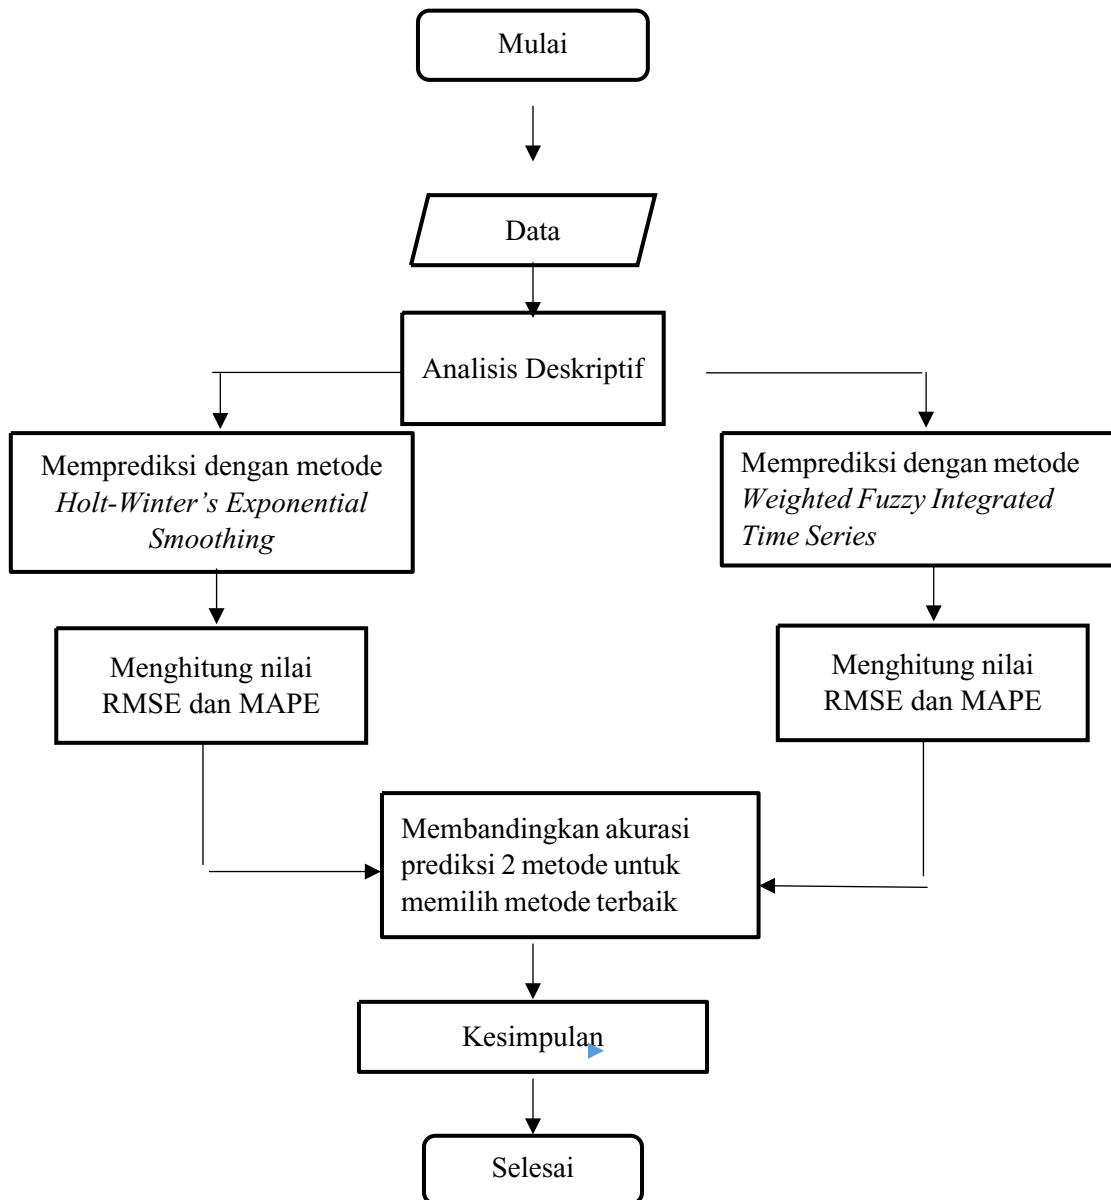 Mulai
Data
Analisis Deskriptif
Memprediksi dengan metode
Holt-Winter’s Exponential
Smoothing
Memprediksi dengan metode
Weighted Fuzzy Integrated
Time Series
Menghitung nilai
RMSE dan MAPE
Menghitung nilai
RMSE dan MAPE
Membandingkan akurasi
prediksi 2 metode untuk
memilih metode terbaik
Kesimpulan
Selesai